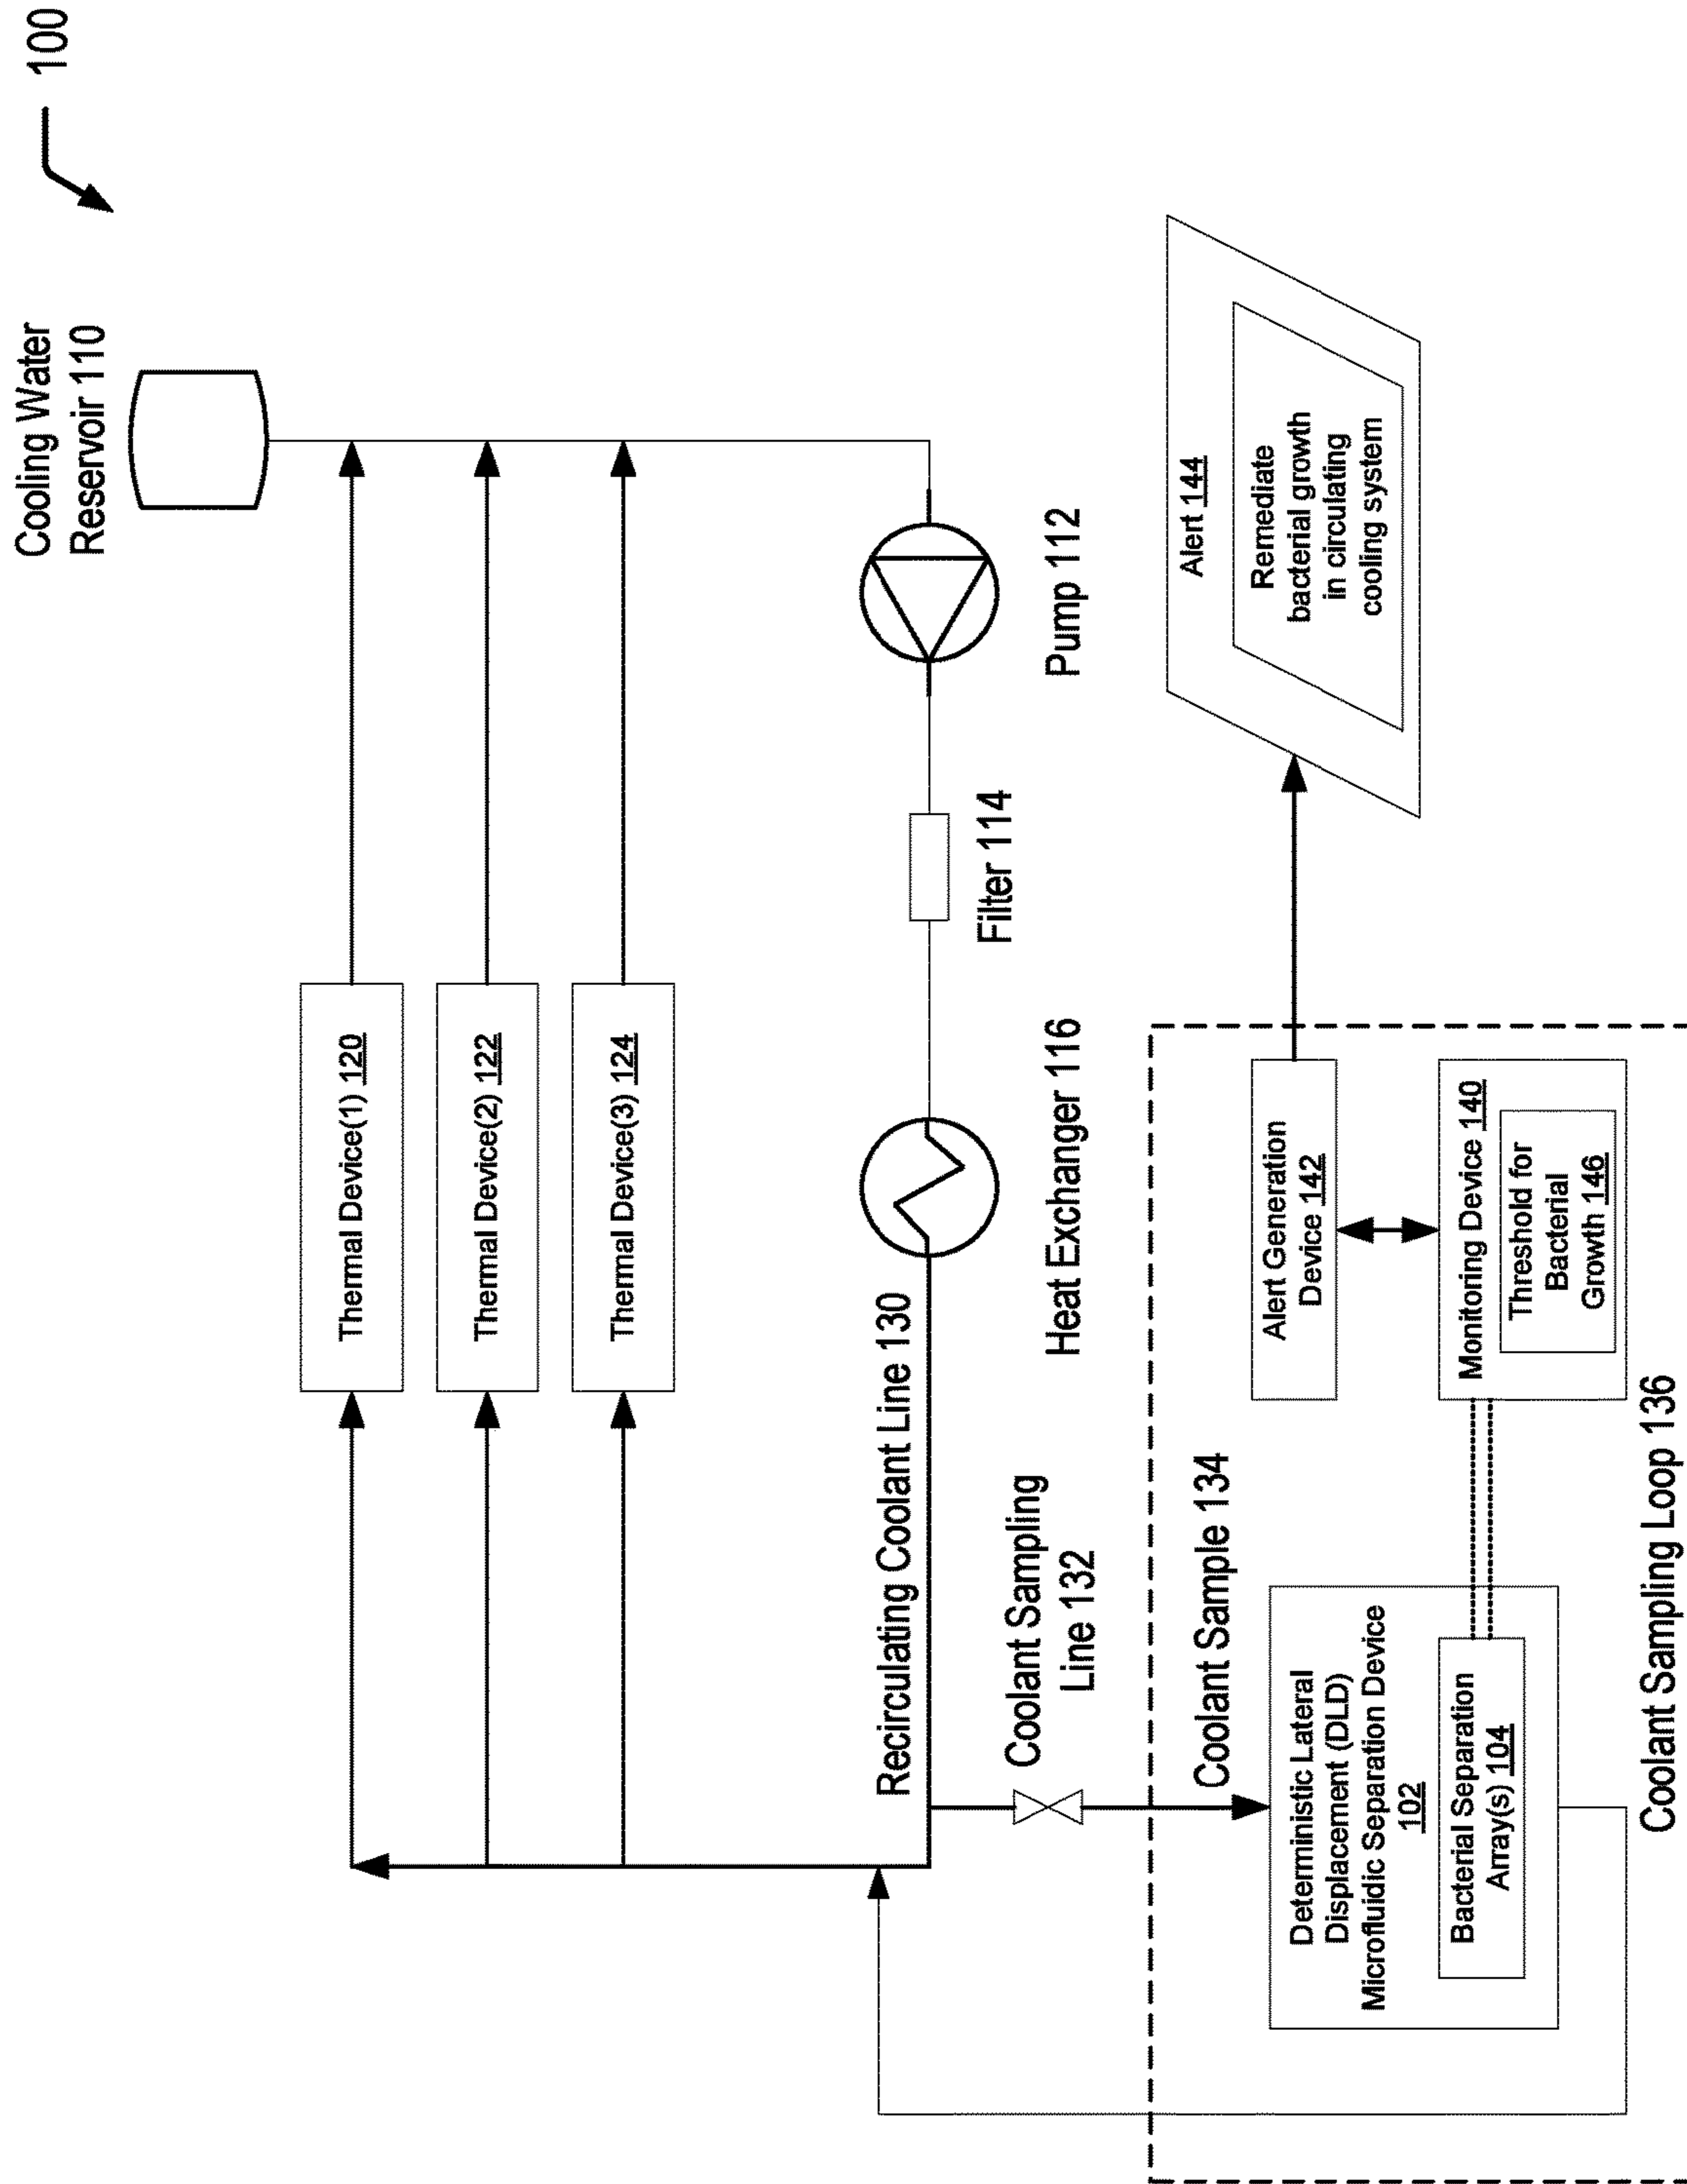 100
Cooling Water
Reservoir 110
Thermal Device(1) 120
Thermal Device(2) 122
Thermal Device(3) 124
Recirculating Coolant Line 130
Heat Exchanger 116
Filter 114
Pump 112
Coolant Sampling
Line 132
Coolant Sample 134
Deterministic Lateral
Displacement (DLD)
Microfluidic Separation Device
102
Bacterial Separation
Array(s) 104
Alert Generation
Device 142
Monitoring Device 140
Threshold for
Bacterial
Growth 146
Alert 144
Remediate
bacterial growth
in circulating
cooling system
Coolant Sampling Loop 136